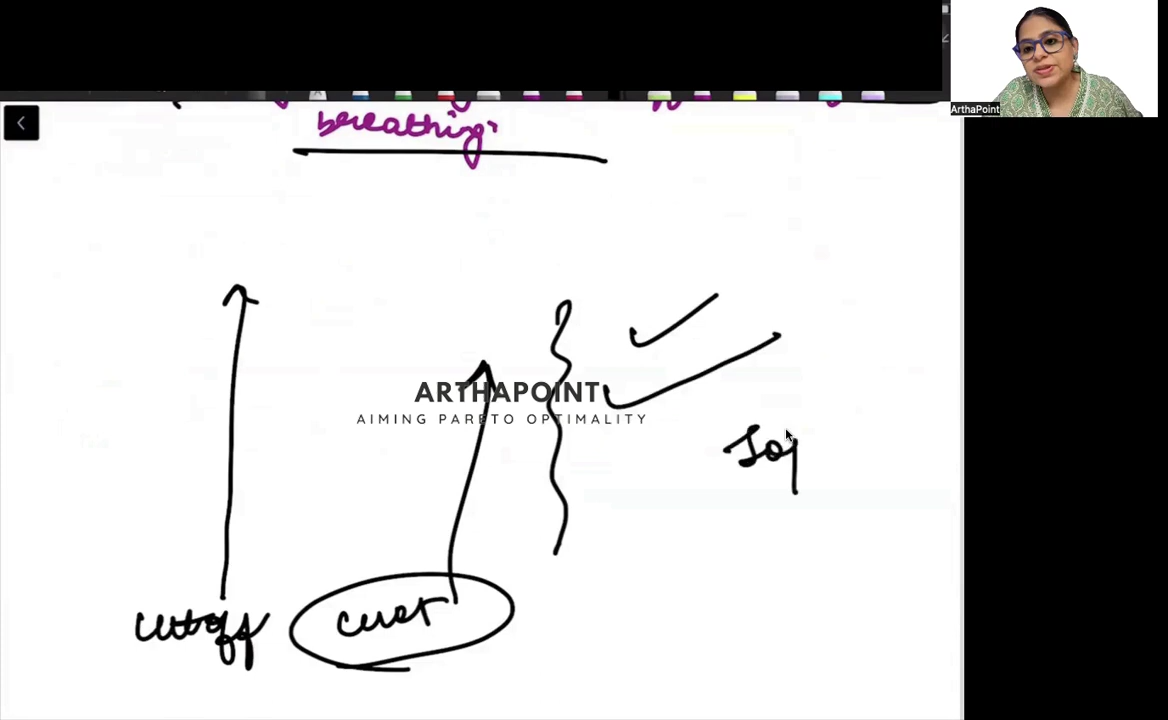 ArthaPoint
breathing.
ARTHAPOINT
AIMING PARETO OPTIMALITY
cutoff cuet